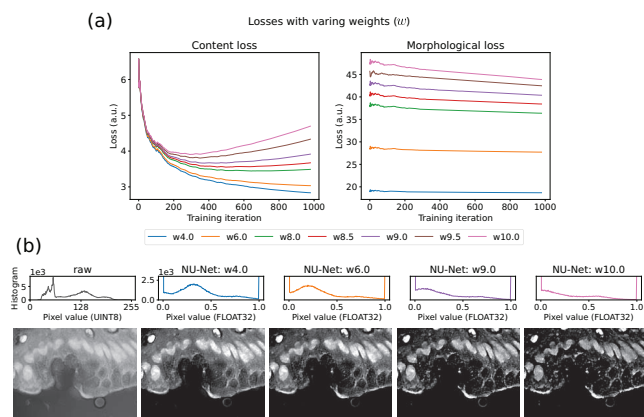 Losses with varing weights (w)
(a)
Content loss
Morphological loss
Loss (a.u.)
6
5
4
3
0 200 400 600 800 1000
Training iteration
Loss (a.u.)
45
40
35
30
25
20
0 200 400 600 800 1000
Training iteration
w4.0 w6.0 w8.0 w8.5 w9.0 w9.5 w10.0
(b)
raw
NU-Net: w4.0
NU-Net: w6.0
NU-Net: w9.0
NU-Net: w10.0
Histogram
5e3
0
0 128 255
Pixel value (UINT8)
2.5e3
0
0.0 0.5 1.0
Pixel value (FLOAT32)
0.0 0.5 1.0
Pixel value (FLOAT32)
0.0 0.5 1.0
Pixel value (FLOAT32)
0.0 0.5 1.0
Pixel value (FLOAT32)